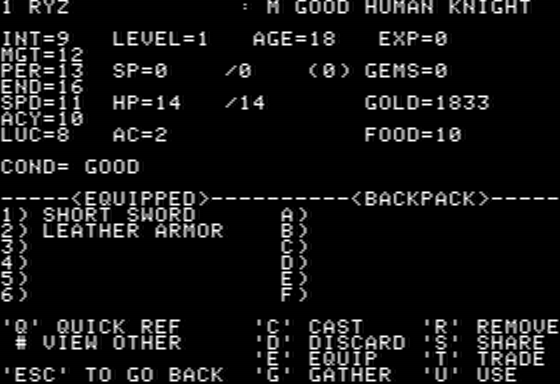 1 RYZ : M GOOD HUMAN KNIGHT
INT=9 LEVEL=1 AGE=18 EXP=0
MGT=12
PER=13 SP=0 /0 (0) GEMS=0
END=16
SPD=11 HP=14 /14 GOLD=1833
ACY=10
LUC=8 AC=2 FOOD=10
COND= GOOD
-----<EQUIPPED>----------<BACKPACK>-----
1) SHORT SWORD A)
2) LEATHER ARMOR B)
3) C)
4) D)
5) E)
6) F)
'Q' QUICK REF 'C' CAST 'R' REMOVE
# VIEW OTHER 'D' DISCARD 'S' SHARE
'E' EQUIP 'T' TRADE
'ESC' TO GO BACK 'G' GATHER 'U' USE